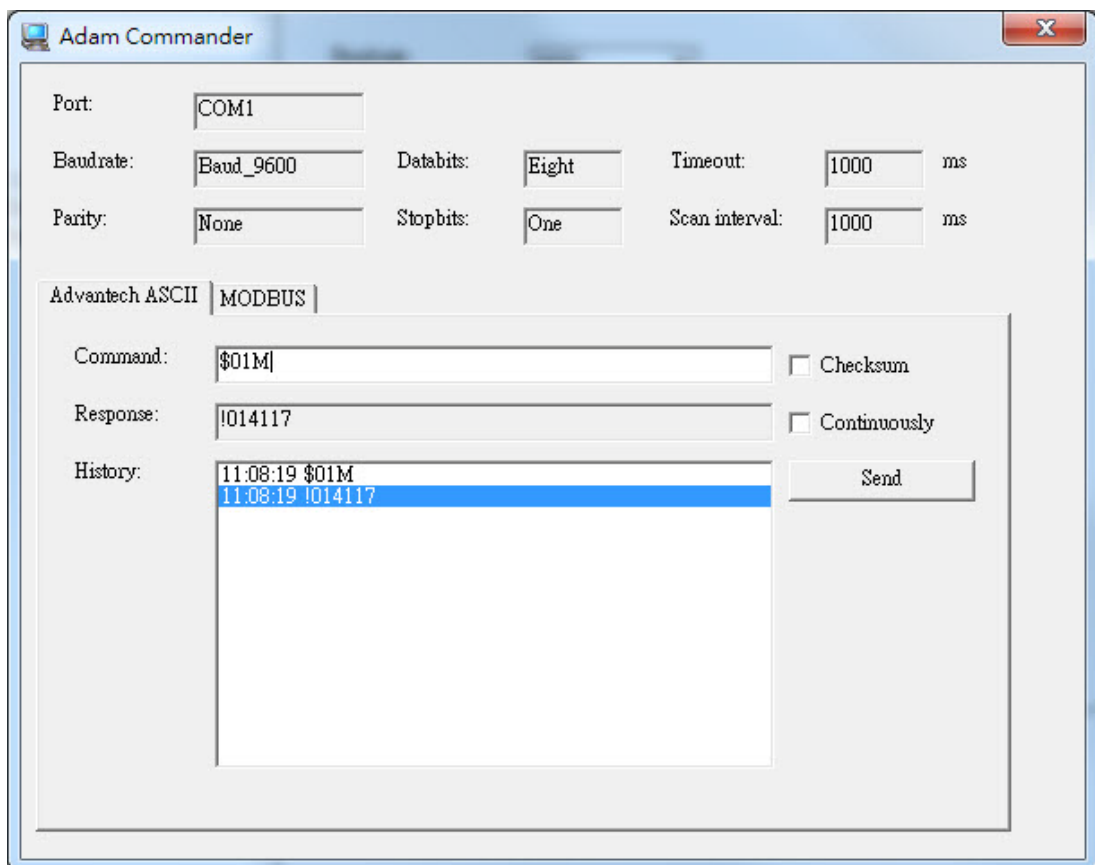 Adam Commander
Port: COM1
Baudrate: Baud_9600 Databits: Eight Timeout: 1000 ms
Parity: None Stopbits: One Scan interval: 1000 ms
Advantech ASCII MODBUS
Command: $01M Checksum
Response: !014117 Continuously
History: 11:08:19 $01M Send
11:08:19 !014117